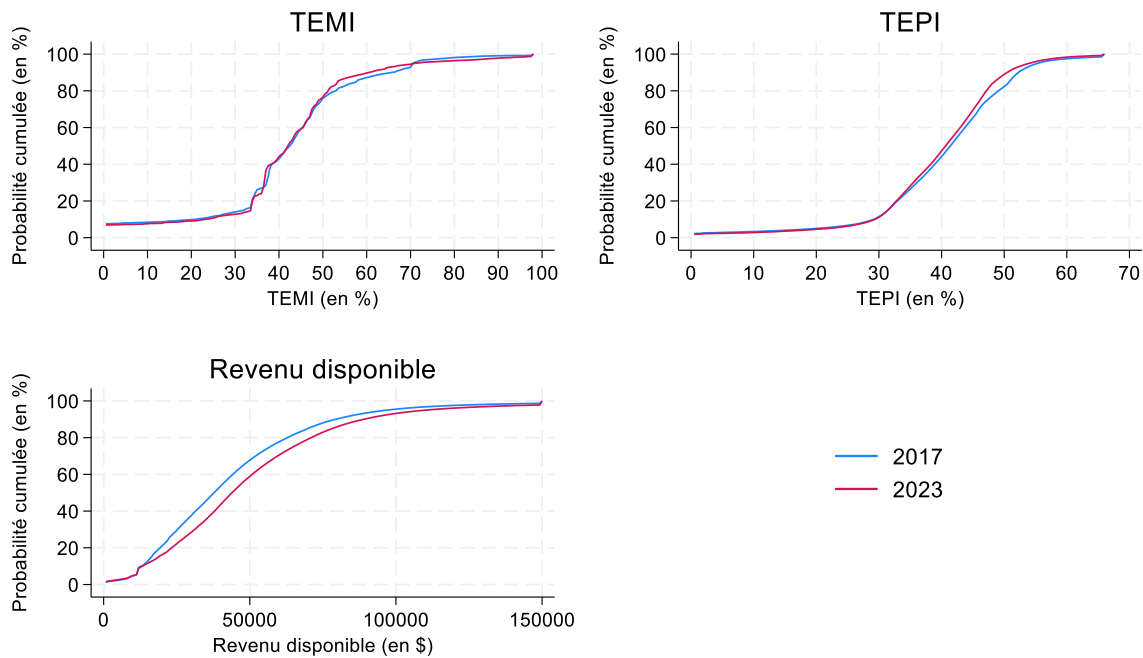 TEMI
Probabilité cumulée (en %)
100
80
60
40
20
0
0 10 20 30 40 50 60 70 80 90 100
TEMI (en %)
TEPI
Probabilité cumulée (en %)
100
80
60
40
20
0
0 10 20 30 40 50 60 70
TEPI (en %)
Revenu disponible
Probabilité cumulée (en %)
100
80
60
40
20
0
0 50000 100000 150000
Revenu disponible (en $)
2017
2023